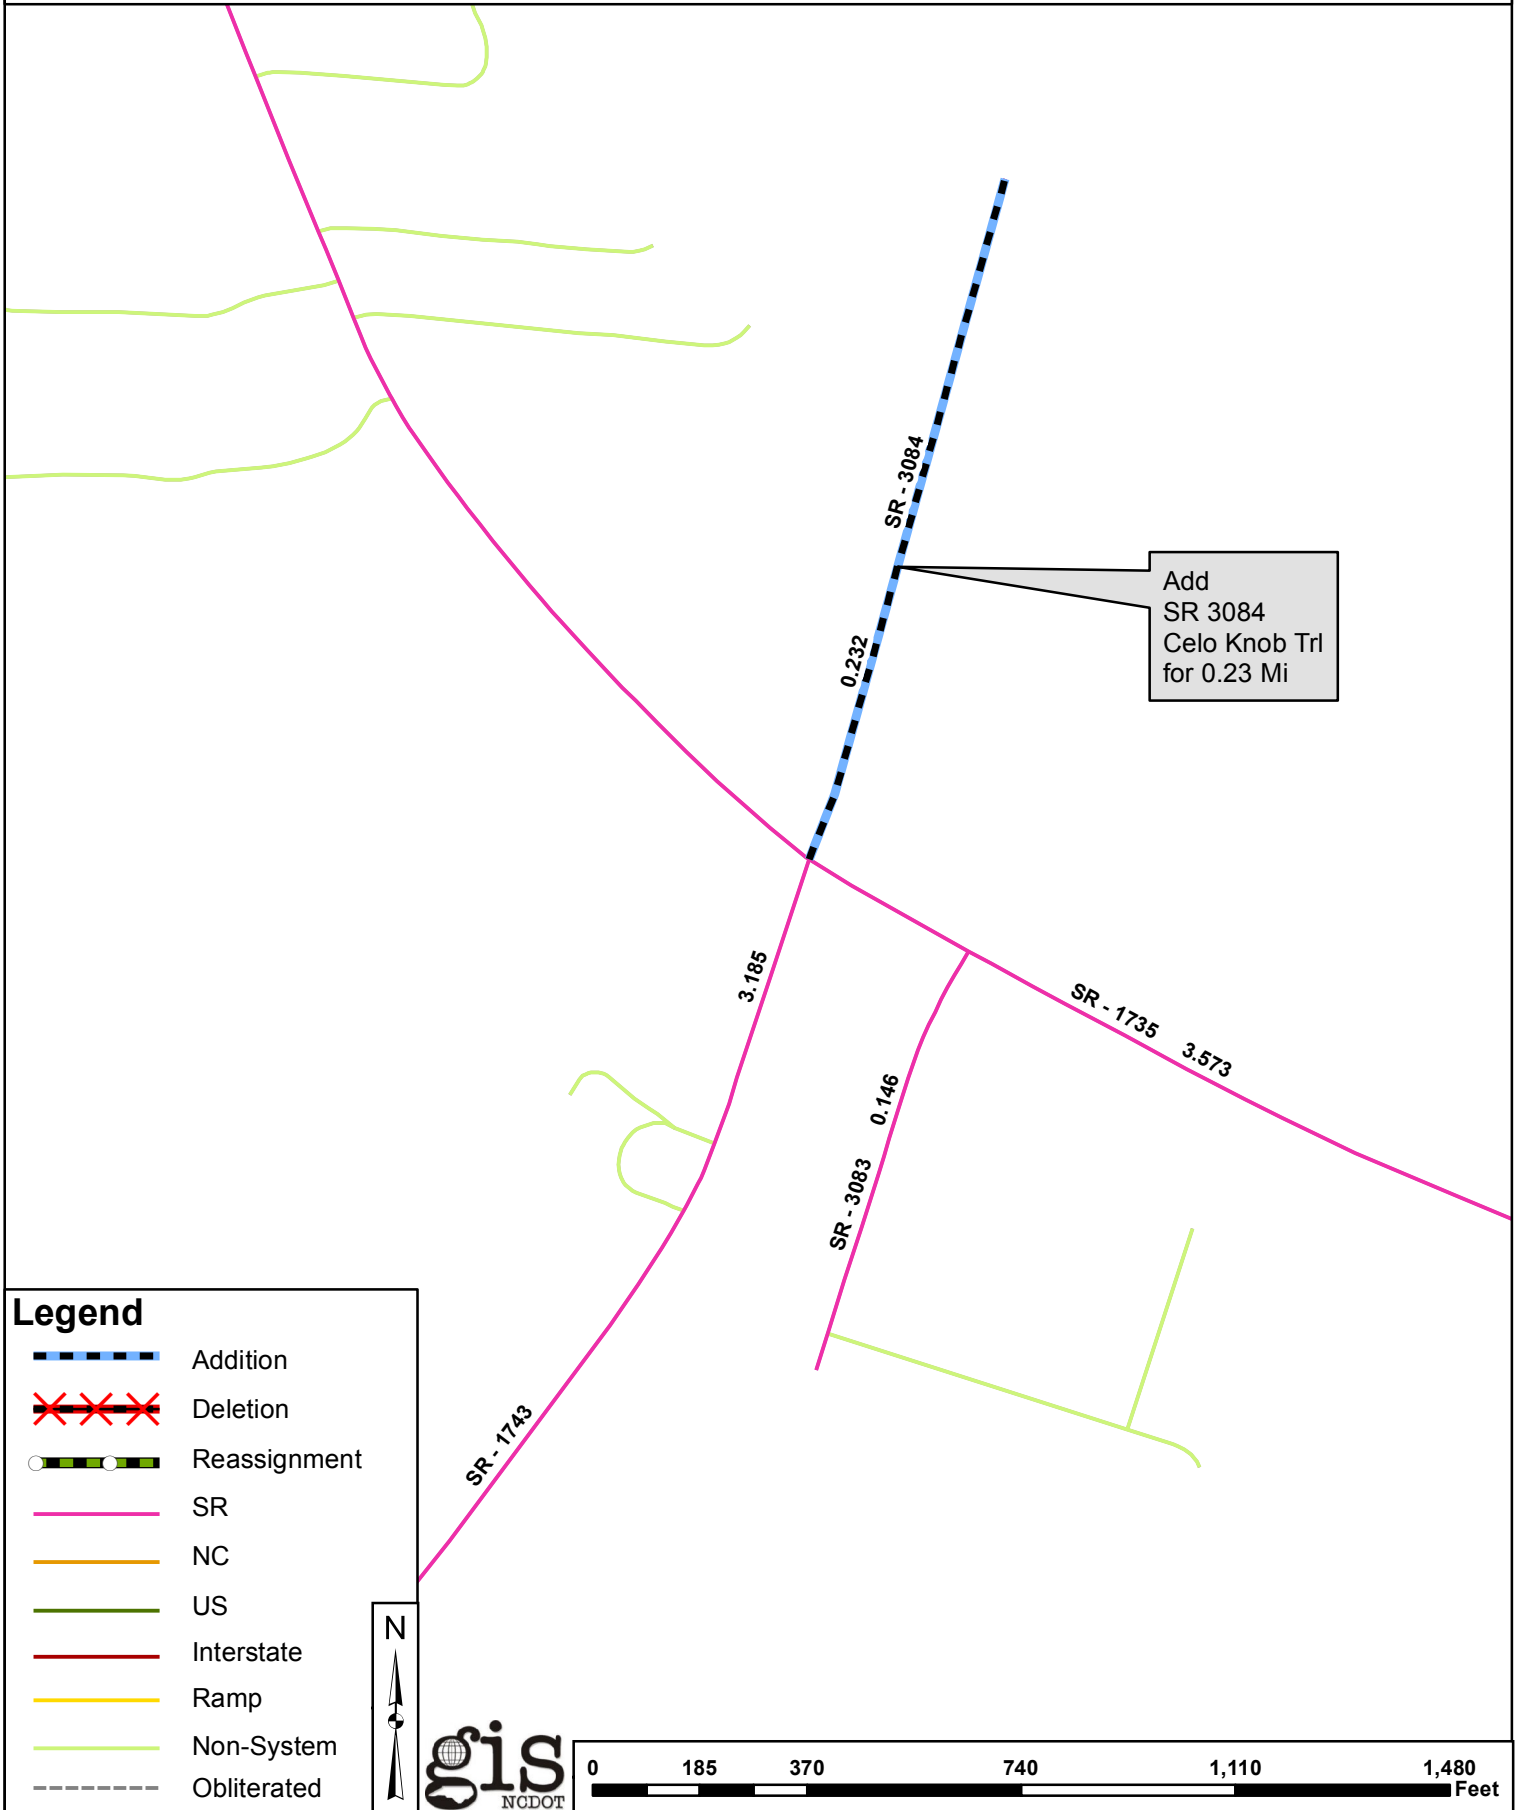 SR - 3084
Add
SR 3084
Celo Knob Trl
for 0.23 Mi
0.232
3.185
SR - 1735
3.573
0.146
SR - 3083
SR - 1743
Legend
Addition
Deletion
Reassignment
SR
NC
US
Interstate
Ramp
Non-System
Obliterated
N
gis
NCDOT
0 185 370 740 1,110 1,480
Feet